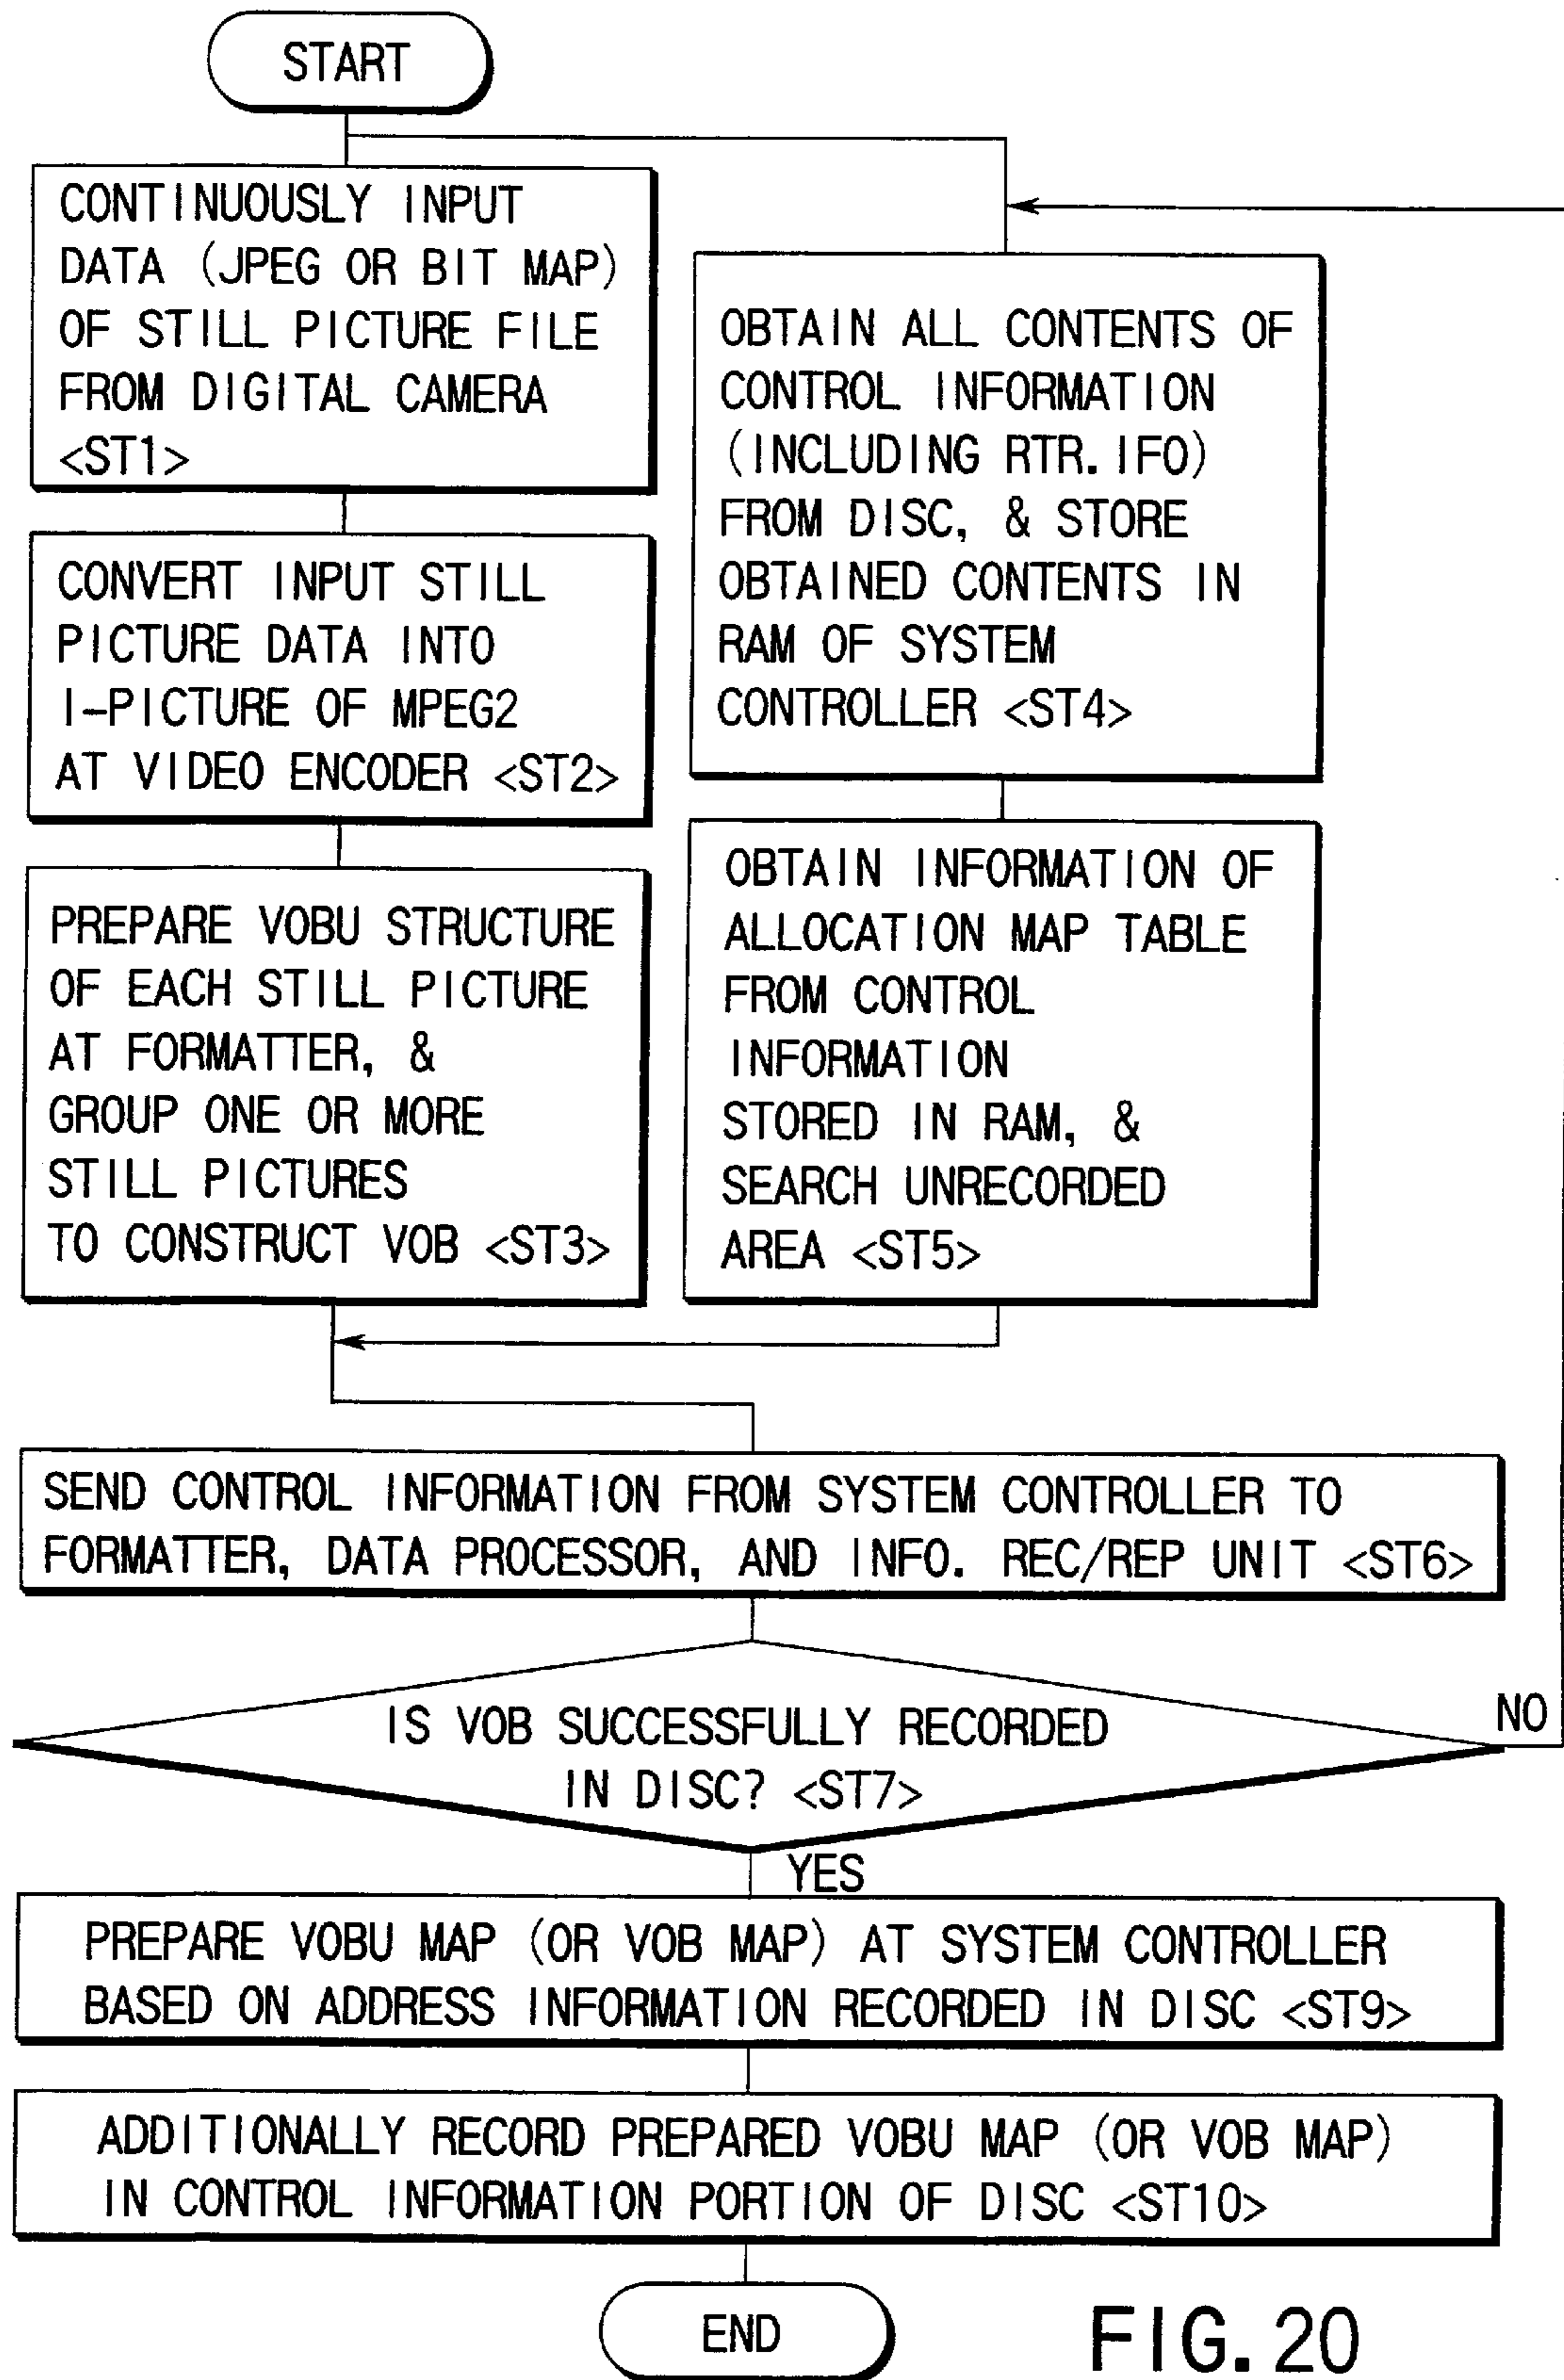 START
CONTINUOUSLY INPUT
DATA (JPEG OR BIT MAP)
OF STILL PICTURE FILE
FROM DIGITAL CAMERA
<ST1>
CONVERT INPUT STILL
PICTURE DATA INTO
I-PICTURE OF MPEG2
AT VIDEO ENCODER <ST2>
PREPARE VOBU STRUCTURE
OF EACH STILL PICTURE
AT FORMATTER, &
GROUP ONE OR MORE
STILL PICTURES
TO CONSTRUCT VOB <ST3>
OBTAIN ALL CONTENTS OF
CONTROL INFORMATION
(INCLUDING RTR.IFO)
FROM DISC, & STORE
OBTAINED CONTENTS IN
RAM OF SYSTEM
CONTROLLER <ST4>
OBTAIN INFORMATION OF
ALLOCATION MAP TABLE
FROM CONTROL
INFORMATION
STORED IN RAM, &
SEARCH UNRECORDED
AREA <ST5>
SEND CONTROL INFORMATION FROM SYSTEM CONTROLLER TO
FORMATTER, DATA PROCESSOR, AND INFO. REC/REP UNIT <ST6>
IS VOB SUCCESSFULLY RECORDED
IN DISC? <ST7>
NO
YES
PREPARE VOBU MAP (OR VOB MAP) AT SYSTEM CONTROLLER
BASED ON ADDRESS INFORMATION RECORDED IN DISC <ST9>
ADDITIONALLY RECORD PREPARED VOBU MAP (OR VOB MAP)
IN CONTROL INFORMATION PORTION OF DISC <ST10>
END
FIG. 20